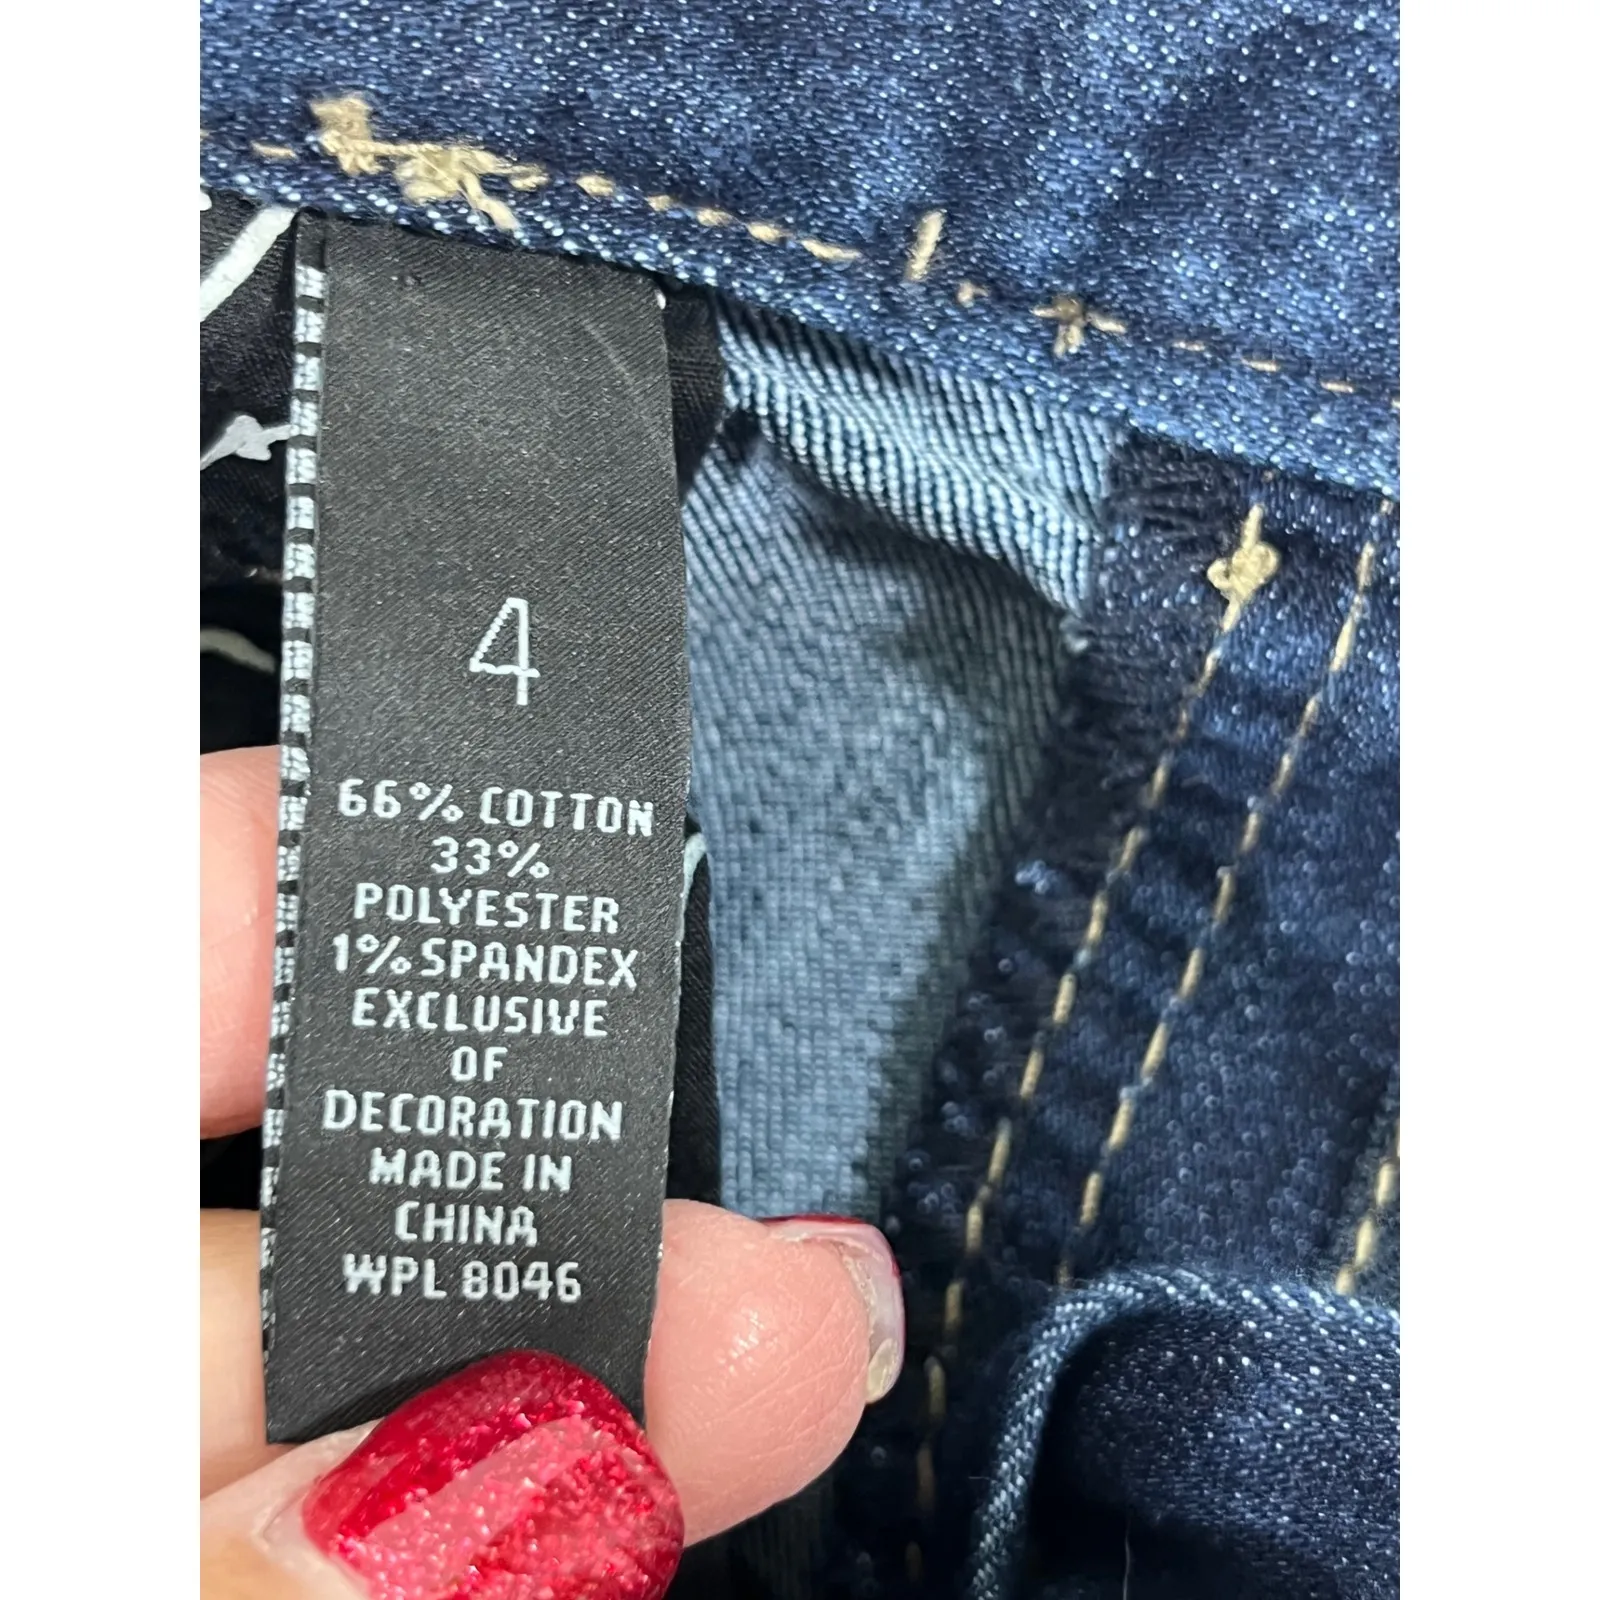 4
66% COTTON
33%
POLYESTER
1% SPANDEX
EXCLUSIVE
OF
DECORATION
MADE IN
CHINA
WPL 8046